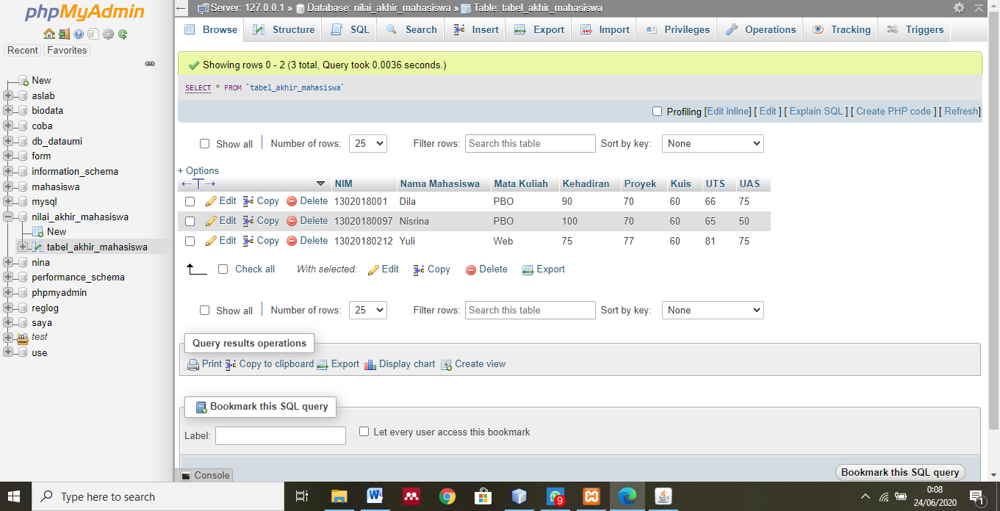 phpMyAdmin
Recent Favorites
New
aslab
biodata
coba
db_dataumi
form
information_schema
mahasiswa
mysql
nilai_akhir_mahasiswa
New
tabel_akhir_mahasiswa
nina
performance_schema
phpmyadmin
reglog
saya
test
use
Server: 127.0.0.1 » Database: nilai_akhir_mahasiswa » Table: tabel_akhir_mahasiswa
Browse Structure SQL Search Insert Export Import Privileges Operations Tracking Triggers
Showing rows 0 - 2 (3 total, Query took 0.0036 seconds.)
SELECT * FROM `tabel_akhir_mahasiswa`
Profiling [Edit inline] [ Edit ] [ Explain SQL ] [ Create PHP code ] [ Refresh]
Show all Number of rows: 25 Filter rows: Search this table Sort by key: None
+ Options
←T→ NIM Nama Mahasiswa Mata Kuliah Kehadiran Proyek Kuis UTS UAS
Edit Copy Delete 1302018001 Dila PBO 90 70 60 66 75
Edit Copy Delete 13020180097 Nisrina PBO 100 70 60 65 50
Edit Copy Delete 13020180212 Yuli Web 75 77 60 81 75
Check all With selected: Edit Copy Delete Export
Show all Number of rows: 25 Filter rows: Search this table Sort by key: None
Query results operations
Print Copy to clipboard Export Display chart Create view
Bookmark this SQL query
Label: Let every user access this bookmark
Console
Bookmark this SQL query
Type here to search
9
0:08
24/06/2020
1